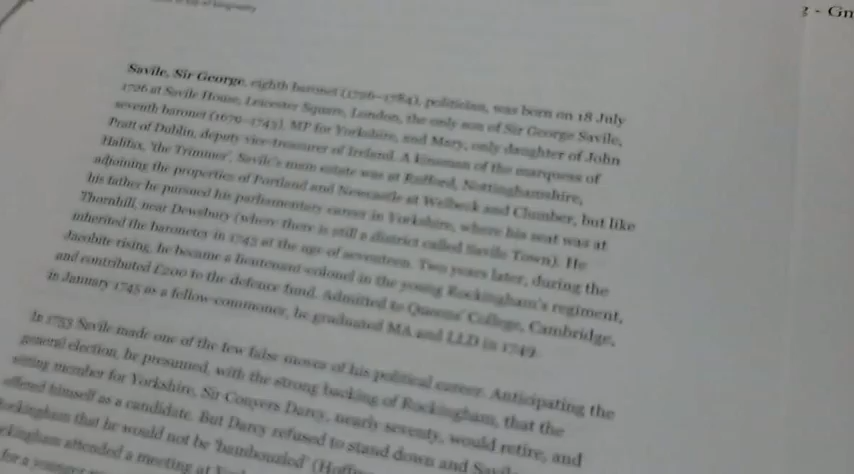 3 - Gn
Savile, Sir George, eighth baronet (1726–1784), politician, was born on 18 July
1726 at Savile House, Leicester Square, London, the only son of Sir George Savile,
seventh baronet (1679–1743), MP for Yorkshire, and Mary, only daughter of John
Pratt of Dublin, deputy vice-treasurer of Ireland. A kinsman of the marquess of
Halifax, 'the Trimmer', Savile's main estate was at Rufford, Nottinghamshire,
adjoining the properties of Portland and Newcastle at Welbeck and Clumber, but like
his father he pursued his parliamentary career in Yorkshire, where his seat was at
Thornhill, near Dewsbury (where there is still a district called Savile Town). He
inherited the baronetcy in 1743 at the age of seventeen. Two years later, during the
Jacobite rising, he became a lieutenant-colonel in the young Rockingham's regiment,
and contributed £200 to the defence fund. Admitted to Queens' College, Cambridge,
in January 1745 as a fellow-commoner, he graduated MA and LLD in 1749.
In 1753 Savile made one of the few false moves of his political career. Anticipating the
general election, he presumed, with the strong backing of Rockingham, that the
sitting member for Yorkshire, Sir Conyers Darcy, nearly seventy, would retire, and
offered himself as a candidate. But Darcy refused to stand down and
Rockingham that he would not be 'bamboozled'
attended a meeting at
for a younger